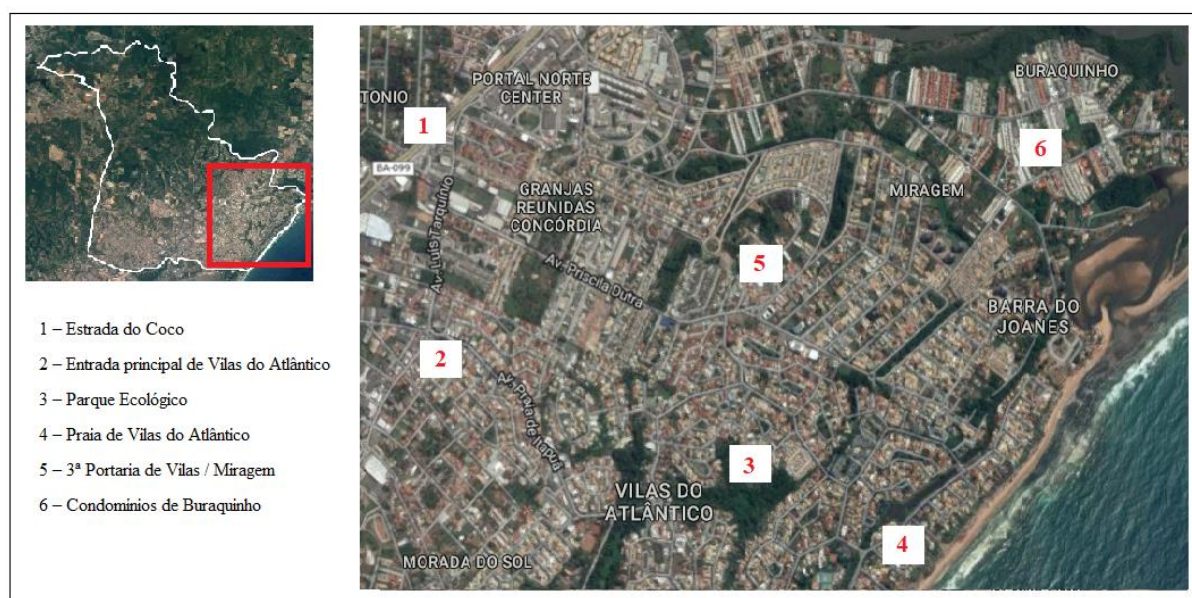 1 – Estrada do Coco
2 – Entrada principal de Vilas do Atlântico
3 – Parque Ecológico
4 – Praia de Vilas do Atlântico
5 – 3ª Portaria de Vilas / Miragem
6 – Condomínios de Buraquinho
PORTAL NORTE
CENTER
BURAQUINHO
TONIO
1
6
BA-099
GRANJAS
REUNIDAS
CONCÓRDIA
MIRAGEM
Av. Luís Tarquínio
Av. Priscila Dutra
5
BARRA DO
JOANES
2
Av. Praia de Itapuã
3
VILAS DO
ATLÂNTICO
4
MORADA DO SOL